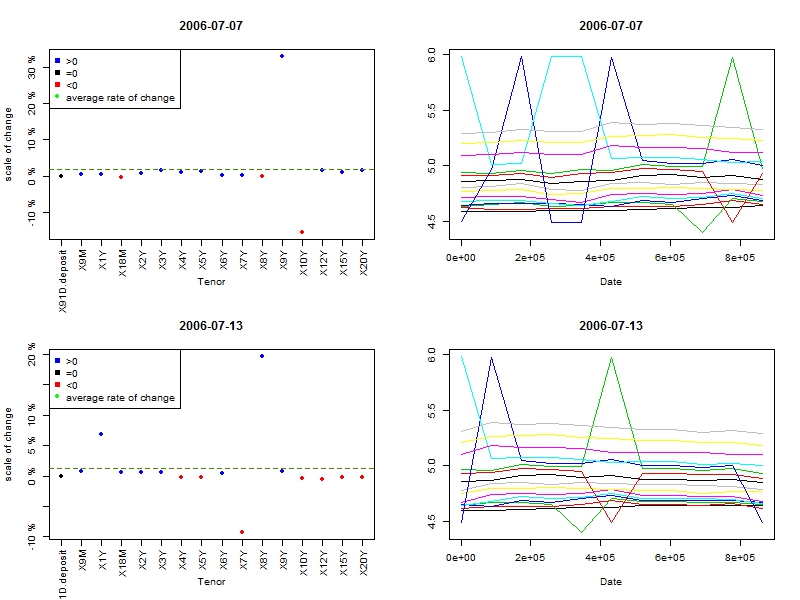 2006-07-07
scale of change
-10 %
0 %
10 %
20 %
30 %
>0
=0
<0
average rate of change
X91D.deposit
X9M
X1Y
X18M
X2Y
X3Y
X4Y
X5Y
X6Y
X7Y
X8Y
X9Y
X10Y
X12Y
X15Y
X20Y
Tenor
2006-07-07
4.5
5.0
5.5
6.0
0e+00
2e+05
4e+05
6e+05
8e+05
Date
2006-07-13
scale of change
-10 %
0 %
5 %
10 %
20 %
>0
=0
<0
average rate of change
1D.deposit
X9M
X1Y
X18M
X2Y
X3Y
X4Y
X5Y
X6Y
X7Y
X8Y
X9Y
X10Y
X12Y
X15Y
X20Y
Tenor
2006-07-13
4.5
5.0
5.5
6.0
0e+00
2e+05
4e+05
6e+05
8e+05
Date